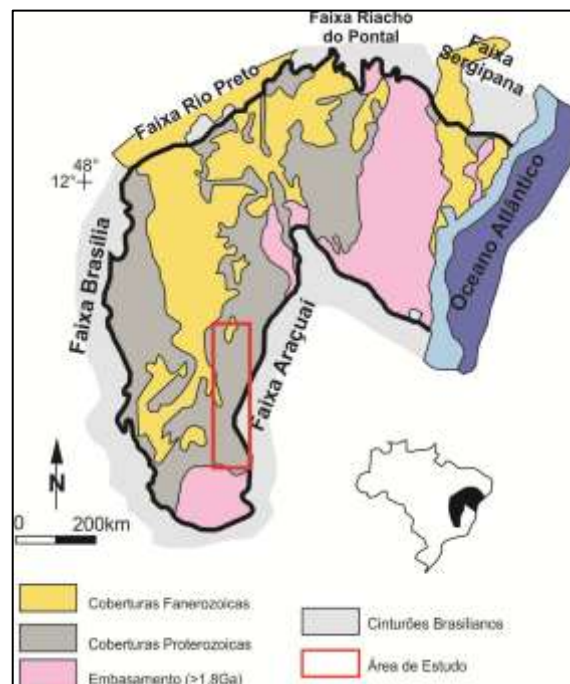 Faixa Riacho
do Pontal
Faixa
Sergipana
Faixa Rio Preto
48°
12°
Faixa Brasília
Oceano Atlântico
Faixa Araçuaí
N
0 200km
Coberturas Fanerozoicas
Cinturões Brasilianos
Coberturas Proterozoicas
Área de Estudo
Embasamento (>1.8Ga)